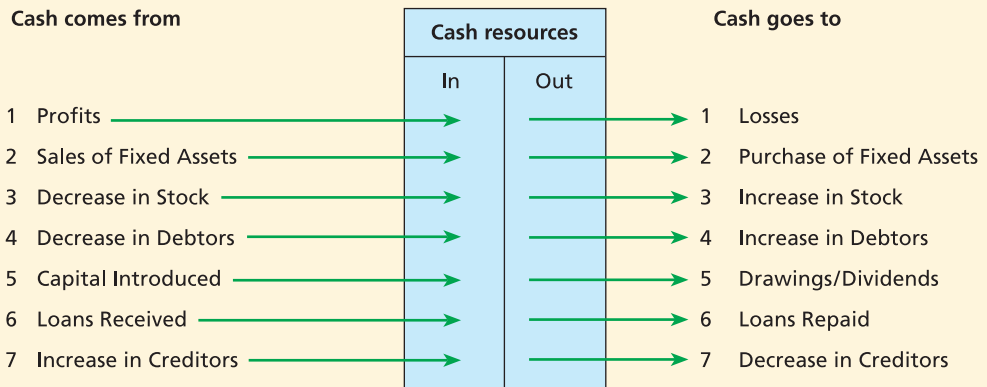 Cash comes from
Cash resources
Cash goes to
In
Out
1 Profits
1 Losses
2 Sales of Fixed Assets
2 Purchase of Fixed Assets
3 Decrease in Stock
3 Increase in Stock
4 Decrease in Debtors
4 Increase in Debtors
5 Capital Introduced
5 Drawings/Dividends
6 Loans Received
6 Loans Repaid
7 Increase in Creditors
7 Decrease in Creditors